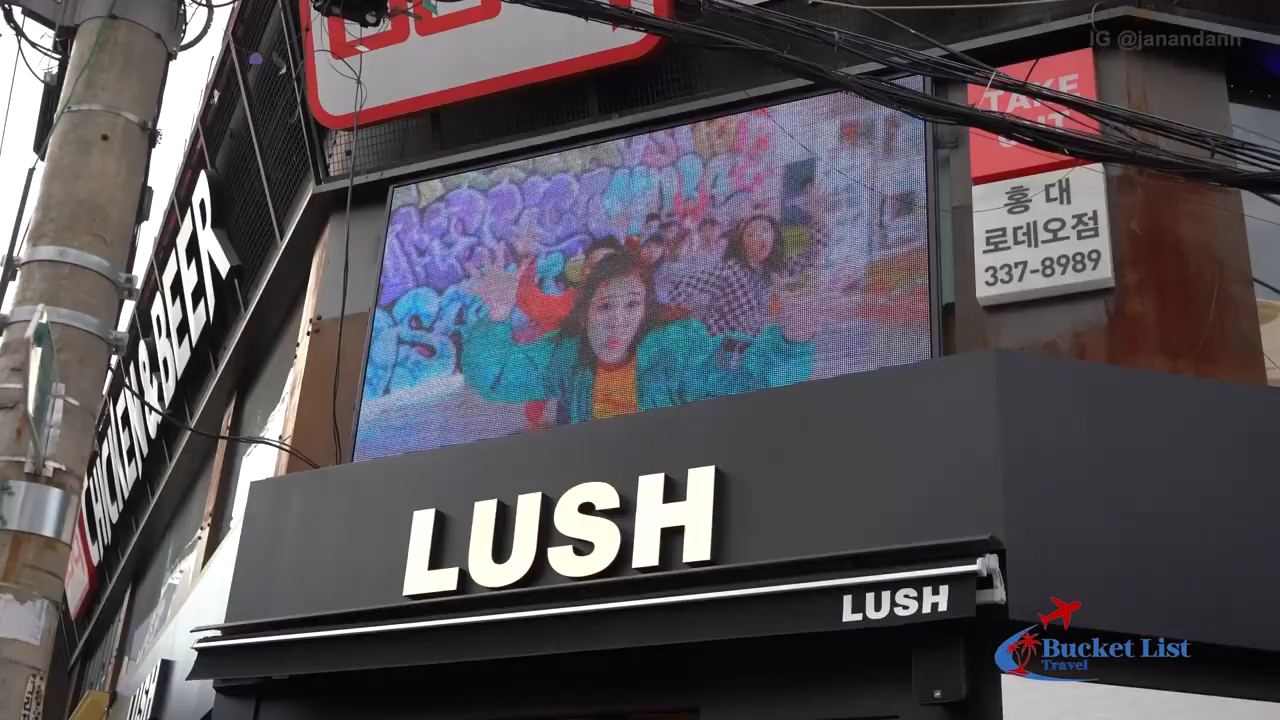 IG @janandann
TAKE
OUT
홍대
로데오점
337-8989
CHICKEN & BEER
LUSH
LUSH
LUSH
Bucket List
Travel